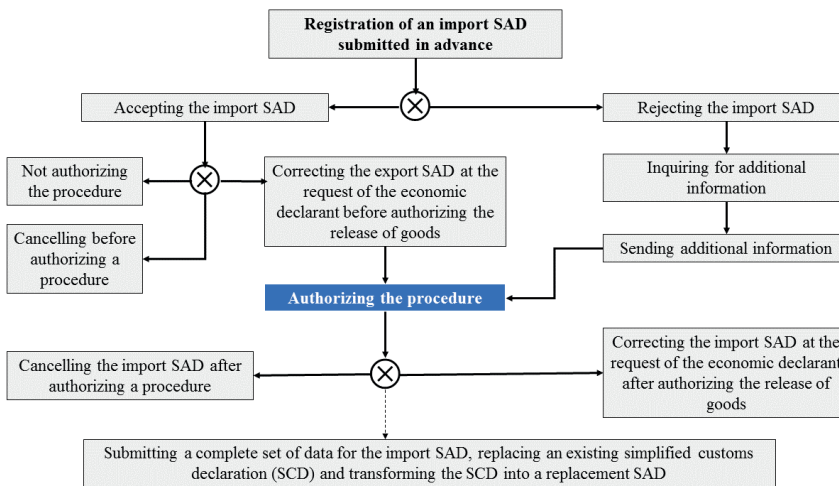 Registration of an import SAD
submitted in advance
Accepting the import SAD
Rejecting the import SAD
Not authorizing
the procedure
Correcting the export SAD at the
request of the economic
declarant before authorizing the
release of goods
Inquiring for additional
information
Cancelling before
authorizing a
procedure
Sending additional information
Authorizing the procedure
Cancelling the import SAD after
authorizing a procedure
Correcting the import SAD at the
request of the economic declarant
after authorizing the release of
goods
Submitting a complete set of data for the import SAD, replacing an existing simplified customs
declaration (SCD) and transforming the SCD into a replacement SAD